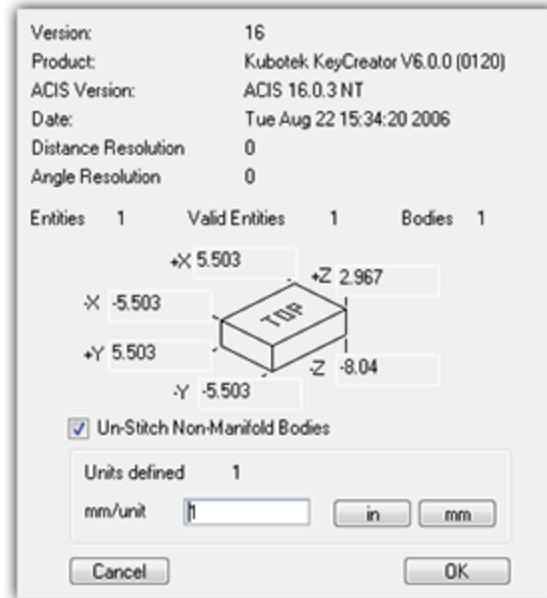 Version: 16
Product: Kubotek KeyCreator V6.0.0 (0120)
ACIS Version: ACIS 16.0.3 NT
Date: Tue Aug 22 15:34:20 2006
Distance Resolution 0
Angle Resolution 0
Entities 1 Valid Entities 1 Bodies 1
+X 5.503
+Z 2.967
-X -5.503
TOP
+Y 5.503
-Z -8.04
-Y -5.503
Un-Stitch Non-Manifold Bodies
Units defined 1
mm/unit 1 in mm
Cancel OK